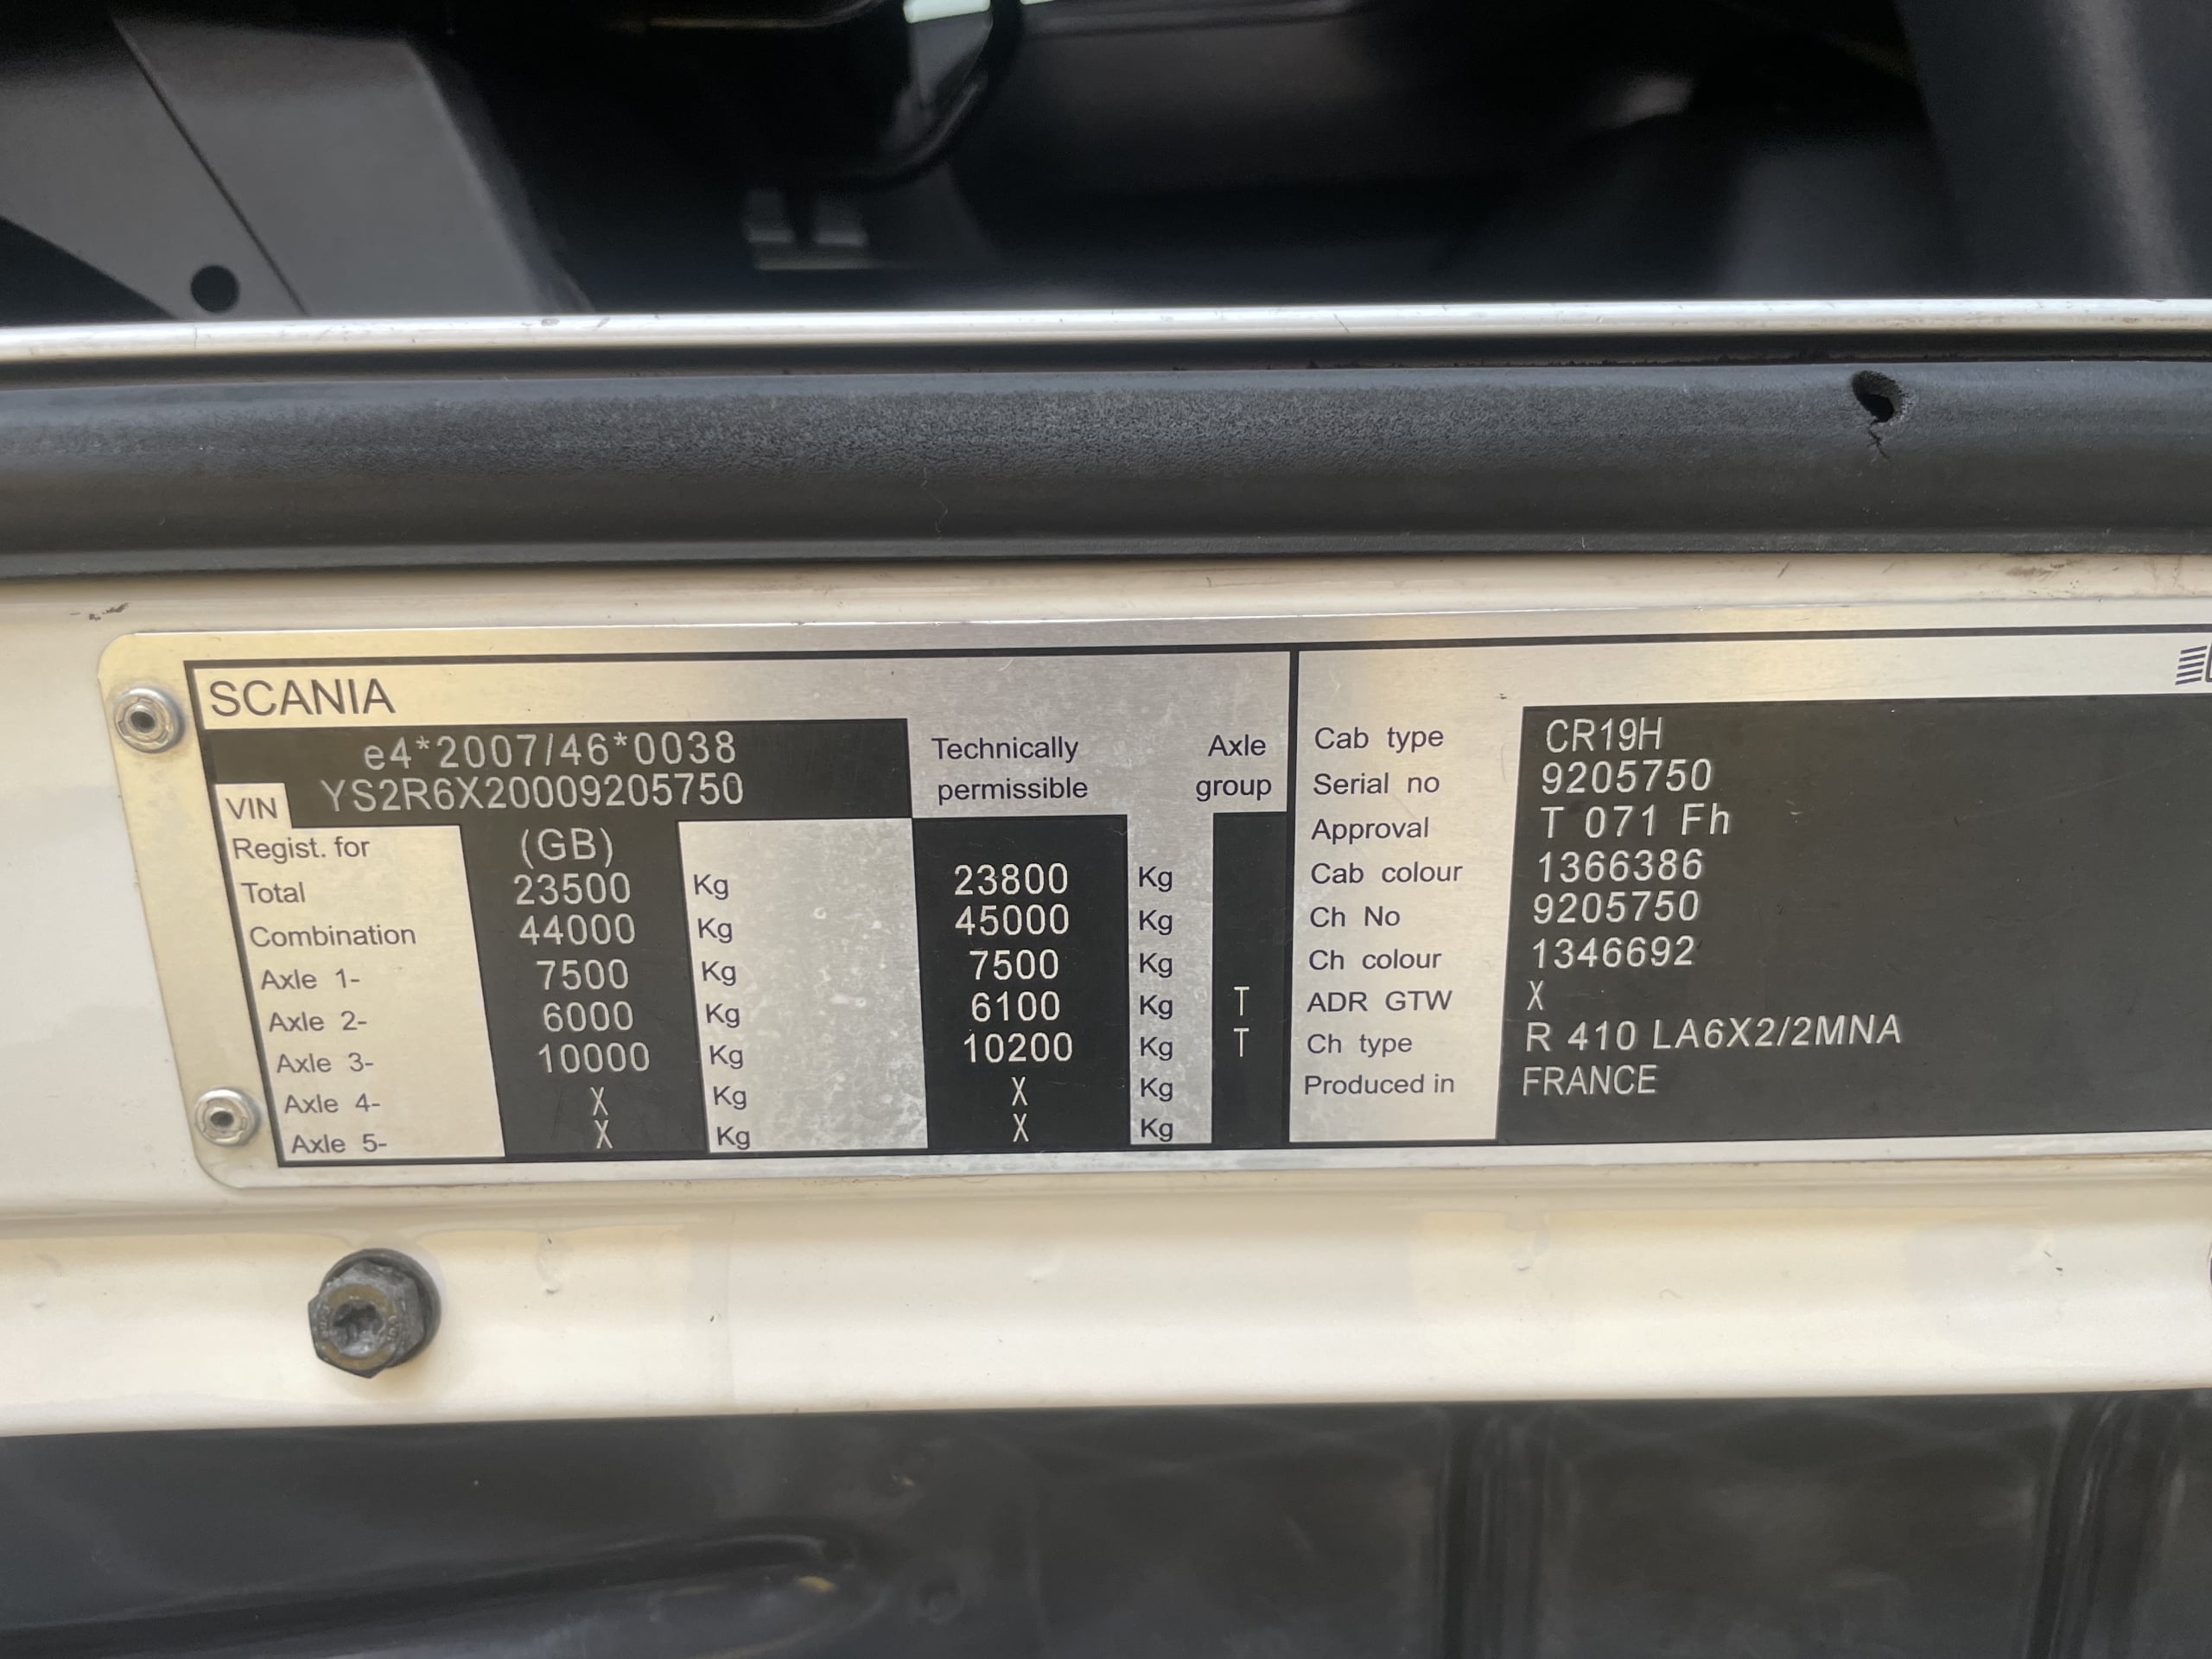 SCANIA
e4*2007/46*0038
VIN YS2R6X20009205750
Technically permissible
Axle group
Regist. for (GB)
Total 23500 Kg 23800 Kg
Combination 44000 Kg 45000 Kg
Axle 1- 7500 Kg 7500 Kg
Axle 2- 6000 Kg 6100 Kg T
Axle 3- 10000 Kg 10200 Kg T
Axle 4- X Kg X Kg
Axle 5- X Kg X Kg
Cab type CR19H
Serial no 9205750
Approval T 071 Fh
Cab colour 1366386
Ch No 9205750
Ch colour 1346692
ADR GTW X
Ch type R 410 LA6X2/2MNA
Produced in FRANCE